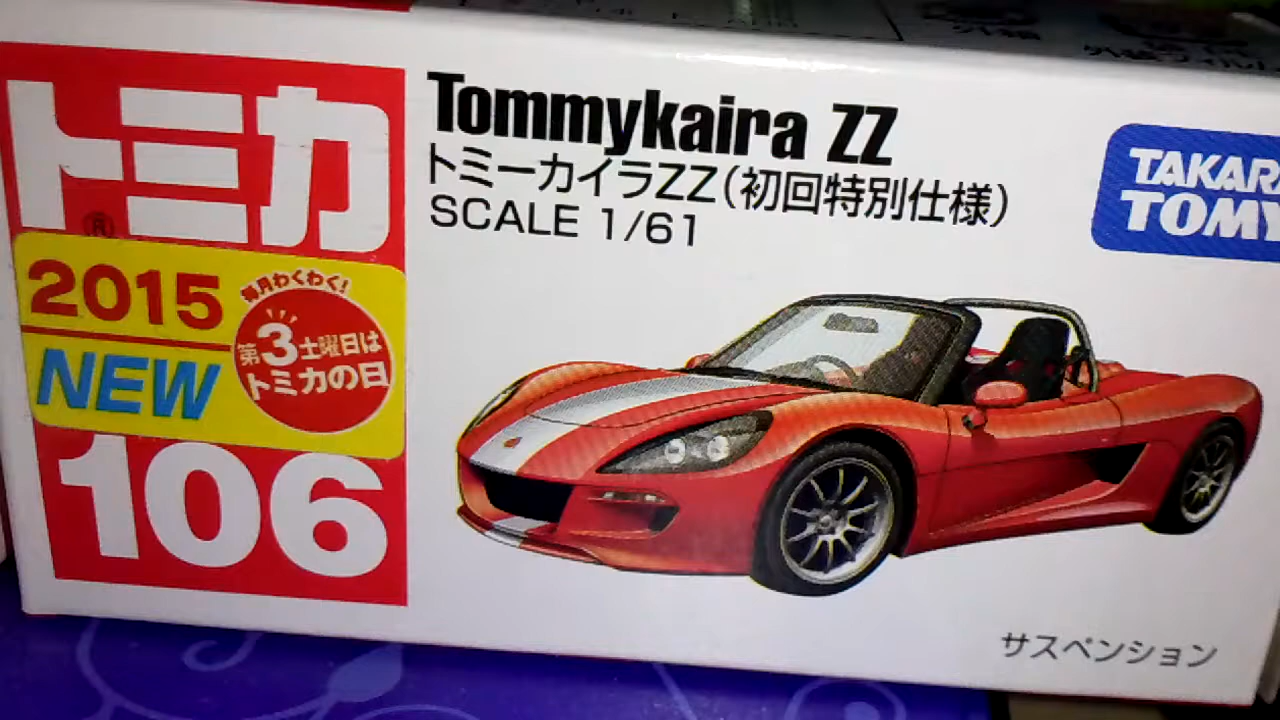 トミカ
®
2015
NEW
毎月わくわく!
第3土曜日は
トミカの日
106
Tommykaira ZZ
トミーカイラZZ(初回特別仕様)
SCALE 1/61
TAKARA
TOMY
サスペンション
外箱